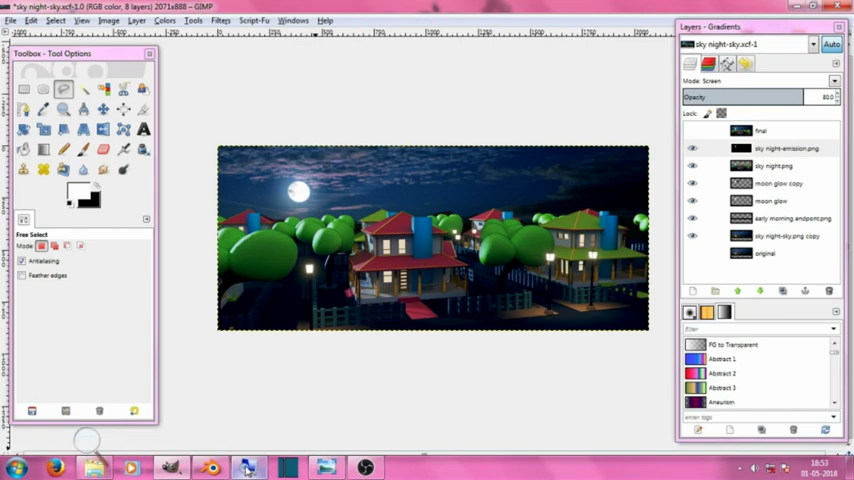 *sky night-sky.xcf-1.0 (RGB color, 8 layers) 2071x888 – GIMP
File Edit Select View Image Layer Colors Tools Filters Script-Fu Windows Help
Toolbox - Tool Options
Free Select
Mode
Antialiasing
Feather edges
Layers - Gradients
sky night-sky.xcf-1
Auto
Mode: Screen
Opacity 80.0
Lock:
final
sky night-emission.png
sky night.png
moon glow copy
moon glow
early morning endpont.png
sky night-sky.png copy
original
filter
FG to Transparent
Abstract 1
Abstract 2
Abstract 3
Aneurism
enter tags
18:53
01-05-2018